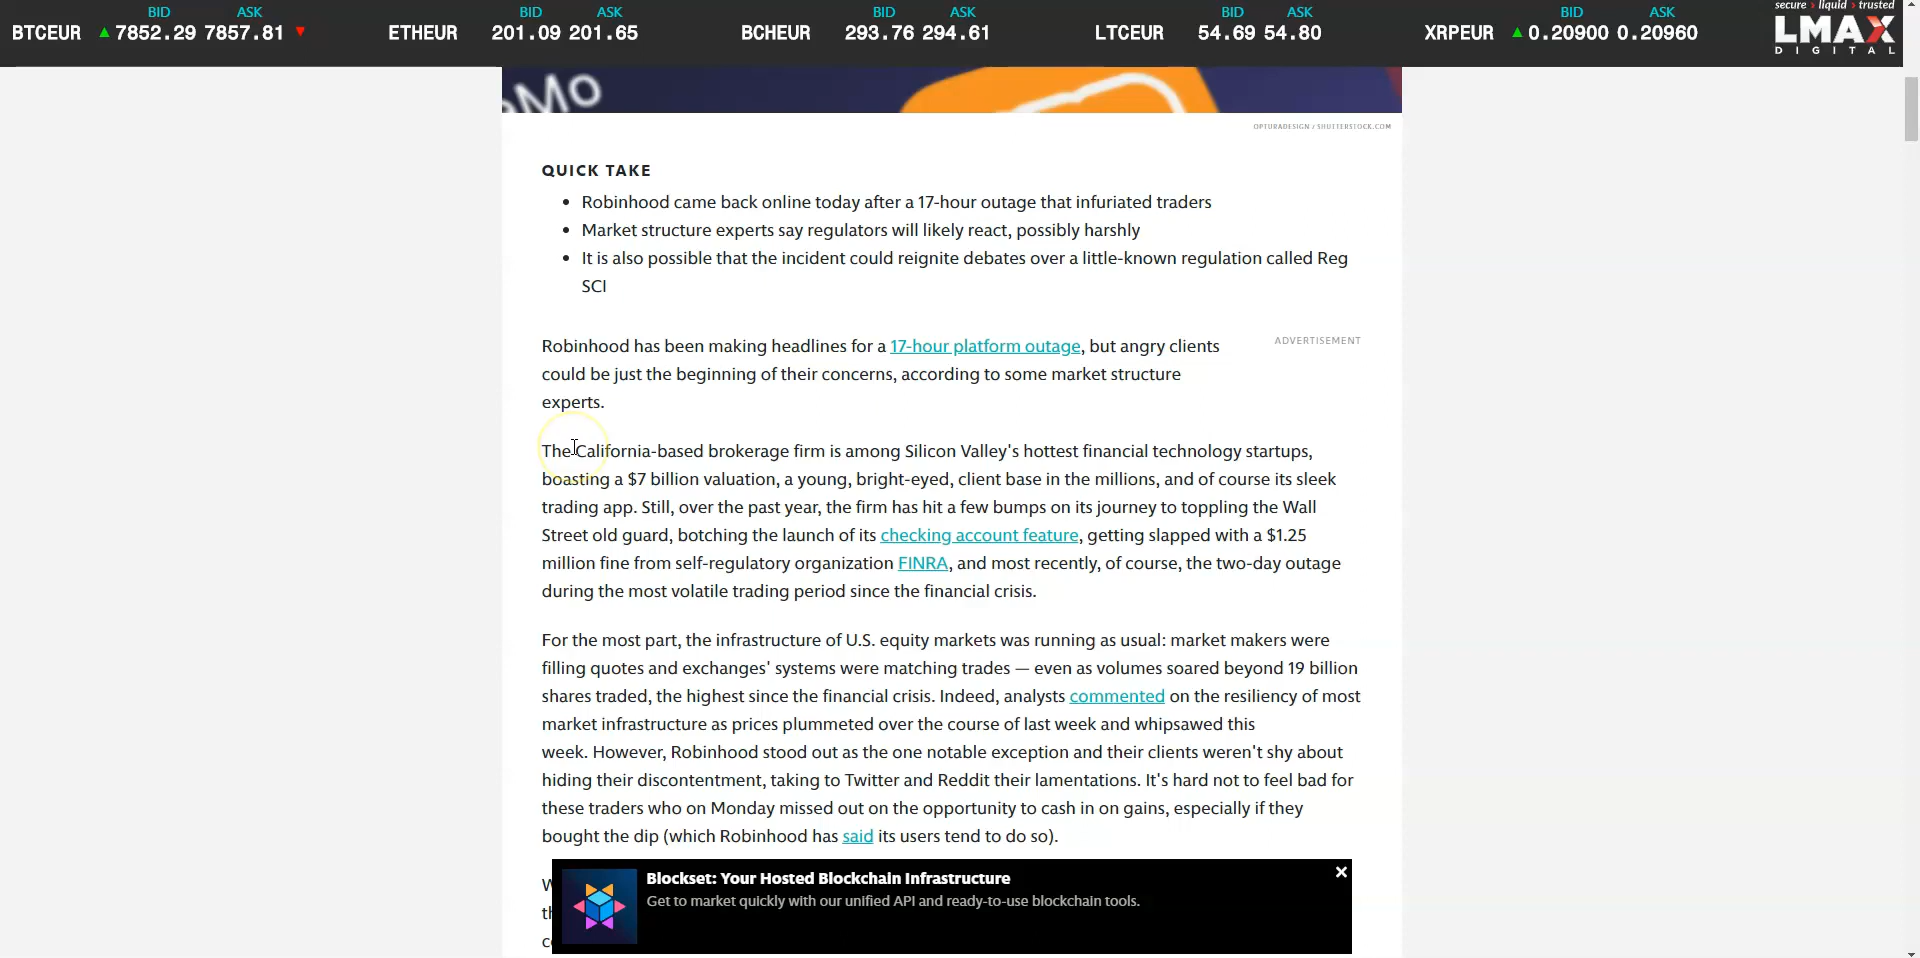 BID ASK BID ASK BID ASK BID ASK BID ASK
secure › liquid › trusted
BTCEUR ▲ 7852.29 7857.81 ▼ ETHEUR 201.09 201.65 BCHEUR 293.76 294.61 LTCEUR 54.69 54.80 XRPEUR ▲ 0.20900 0.20960
LMAX
DIGITAL
OPTURADESIGN / SHUTTERSTOCK.COM
QUICK TAKE
• Robinhood came back online today after a 17-hour outage that infuriated traders
• Market structure experts say regulators will likely react, possibly harshly
• It is also possible that the incident could reignite debates over a little-known regulation called Reg
SCI
Robinhood has been making headlines for a 17-hour platform outage, but angry clients
could be just the beginning of their concerns, according to some market structure
experts.
ADVERTISEMENT
The California-based brokerage firm is among Silicon Valley's hottest financial technology startups,
boasting a $7 billion valuation, a young, bright-eyed, client base in the millions, and of course its sleek
trading app. Still, over the past year, the firm has hit a few bumps on its journey to toppling the Wall
Street old guard, botching the launch of its checking account feature, getting slapped with a $1.25
million fine from self-regulatory organization FINRA, and most recently, of course, the two-day outage
during the most volatile trading period since the financial crisis.
For the most part, the infrastructure of U.S. equity markets was running as usual: market makers were
filling quotes and exchanges' systems were matching trades — even as volumes soared beyond 19 billion
shares traded, the highest since the financial crisis. Indeed, analysts commented on the resiliency of most
market infrastructure as prices plummeted over the course of last week and whipsawed this
week. However, Robinhood stood out as the one notable exception and their clients weren't shy about
hiding their discontentment, taking to Twitter and Reddit their lamentations. It's hard not to feel bad for
these traders who on Monday missed out on the opportunity to cash in on gains, especially if they
bought the dip (which Robinhood has said its users tend to do so).
Blockset: Your Hosted Blockchain Infrastructure
Get to market quickly with our unified API and ready-to-use blockchain tools.